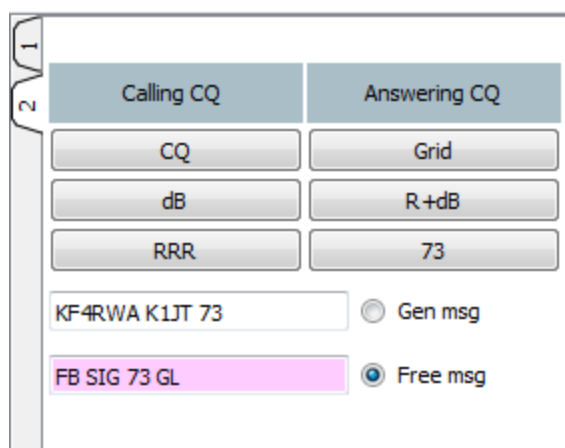 1
2
Calling CQ Answering CQ
CQ Grid
dB R+dB
RRR 73
KF4RWA K1JT 73 Gen msg
FB SIG 73 GL Free msg